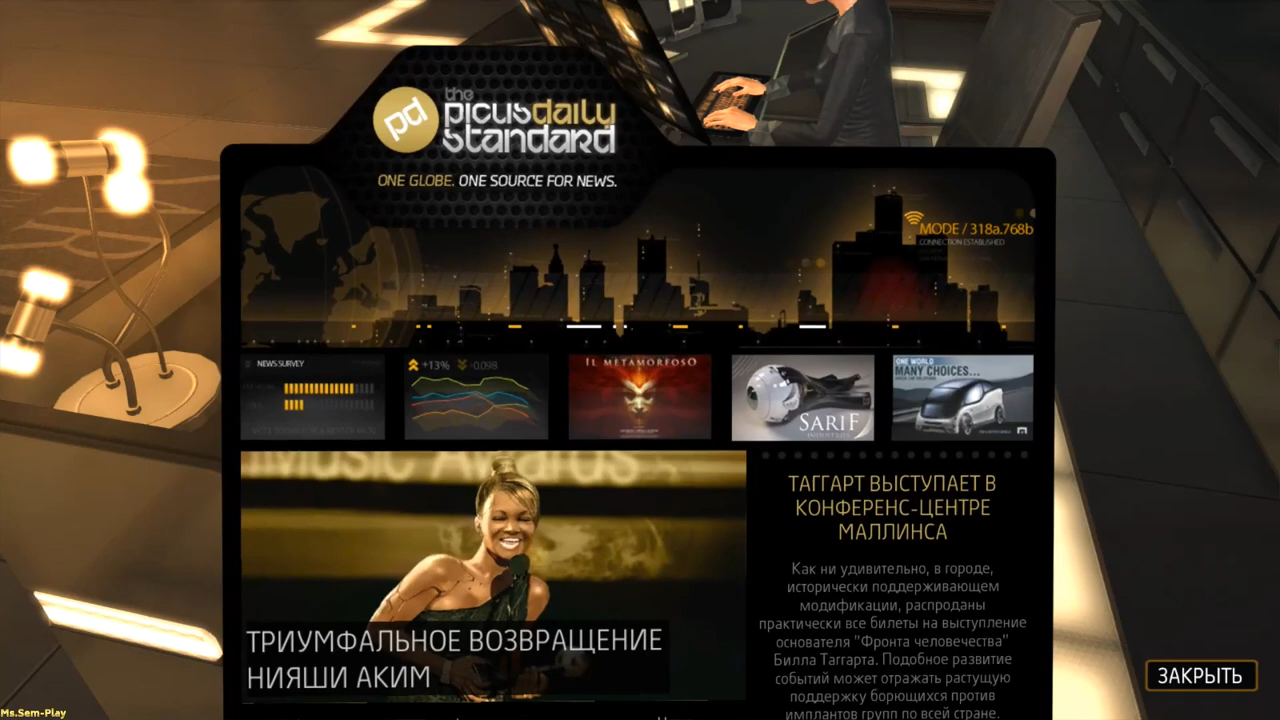 the
picusdaily
standard
pd
ONE GLOBE. ONE SOURCE FOR NEWS.
MODE / 318a.768b
CONNECTION ESTABLISHED
NEWS SURVEY
+13% -0.098
IL METAMORFOSO
SARIF
INDUSTRIES
ONE WORLD
MANY CHOICES...
Music Awards
ТРИУМФАЛЬНОЕ ВОЗВРАЩЕНИЕ
НИЯШИ АКИМ
ТАГГАРТ ВЫСТУПАЕТ В
КОНФЕРЕНС-ЦЕНТРЕ
МАЛЛИНСА
Как ни удивительно, в городе,
исторически поддерживающем
модификации, распроданы
практически все билеты на выступление
основателя "Фронта человечества"
Билла Таггарта. Подобное развитие
событий может отражать растущую
поддержку борющихся против
имплантов групп по всей стране.
ЗАКРЫТЬ
Ms.Sem-Play